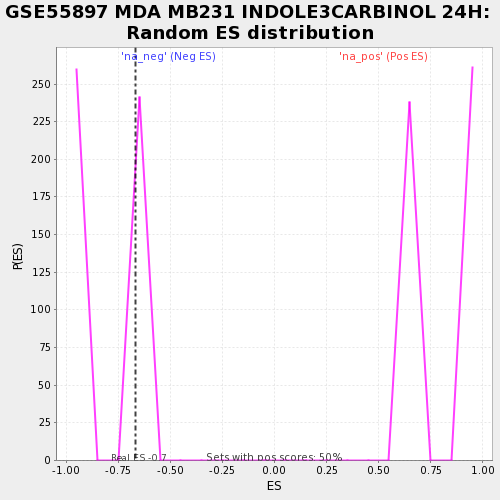 GSE55897 MDA MB231 INDOLE3CARBINOL 24H:
Random ES distribution
'na_neg' (Neg ES)
'na_pos' (Pos ES)
250
225
200
175
150
125
100
75
50
25
0
P(ES)
Real ES -0.7
Sets with pos scores: 50%
-1.00
-0.75
-0.50
-0.25
0.00
0.25
0.50
0.75
1.00
ES